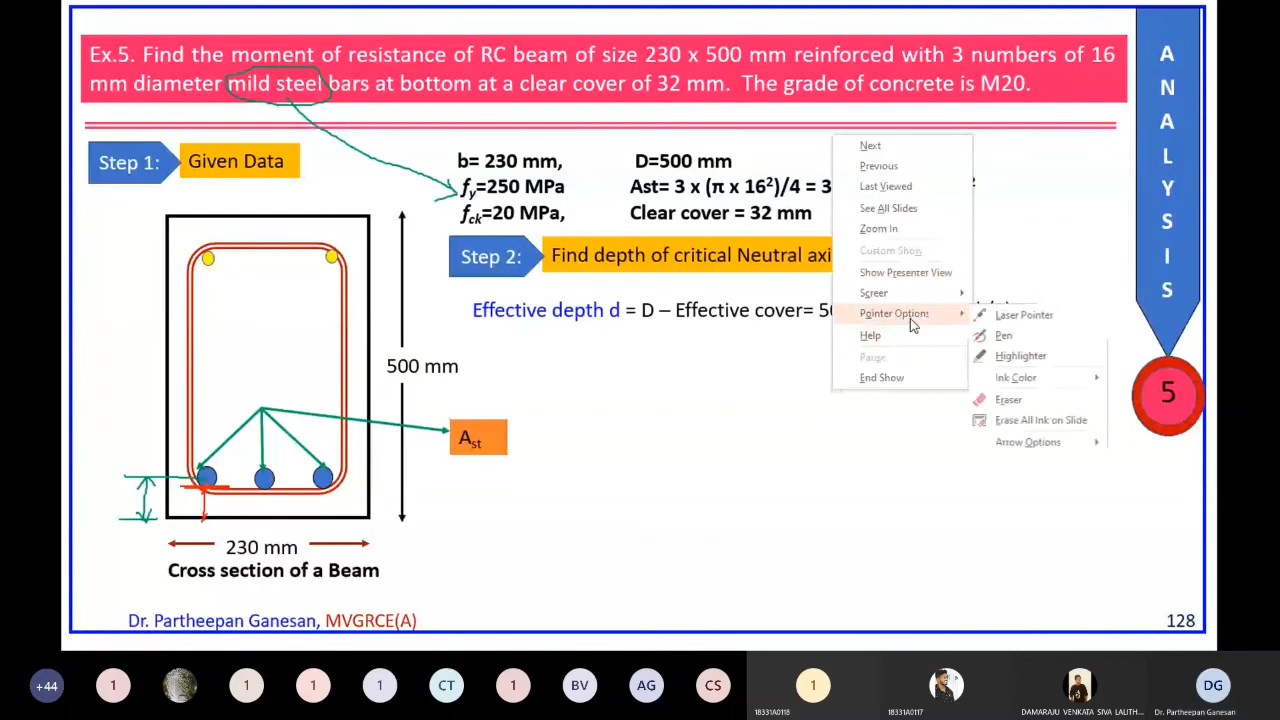 Ex.5. Find the moment of resistance of RC beam of size 230 x 500 mm reinforced with 3 numbers of 16
mm diameter mild steel bars at bottom at a clear cover of 32 mm. The grade of concrete is M20.
A
N
A
L
Y
S
I
S
5
Step 1:
Given Data
b= 230 mm,
D=500 mm
fy=250 MPa
Ast= 3 x (π x 16²)/4 = 3
2
fck=20 MPa,
Clear cover = 32 mm
Step 2:
Find depth of critical Neutral axi
Effective depth d = D – Effective cover= 50
500 mm
Ast
230 mm
Cross section of a Beam
Next
Previous
Last Viewed
See All Slides
Zoom In
Custom Show
Show Presenter View
Screen
Pointer Options
Help
Pause
End Show
Laser Pointer
Pen
Highlighter
Ink Color
Eraser
Erase All Ink on Slide
Arrow Options
Dr. Partheepan Ganesan, MVGRCE(A)
128
+44
1
1
1
1
CT
1
BV
AG
CS
1
DG
18331A0118
18331A0117
DAMARAJU VENKATA SIVA LALITH...
Dr. Partheepan Ganesan